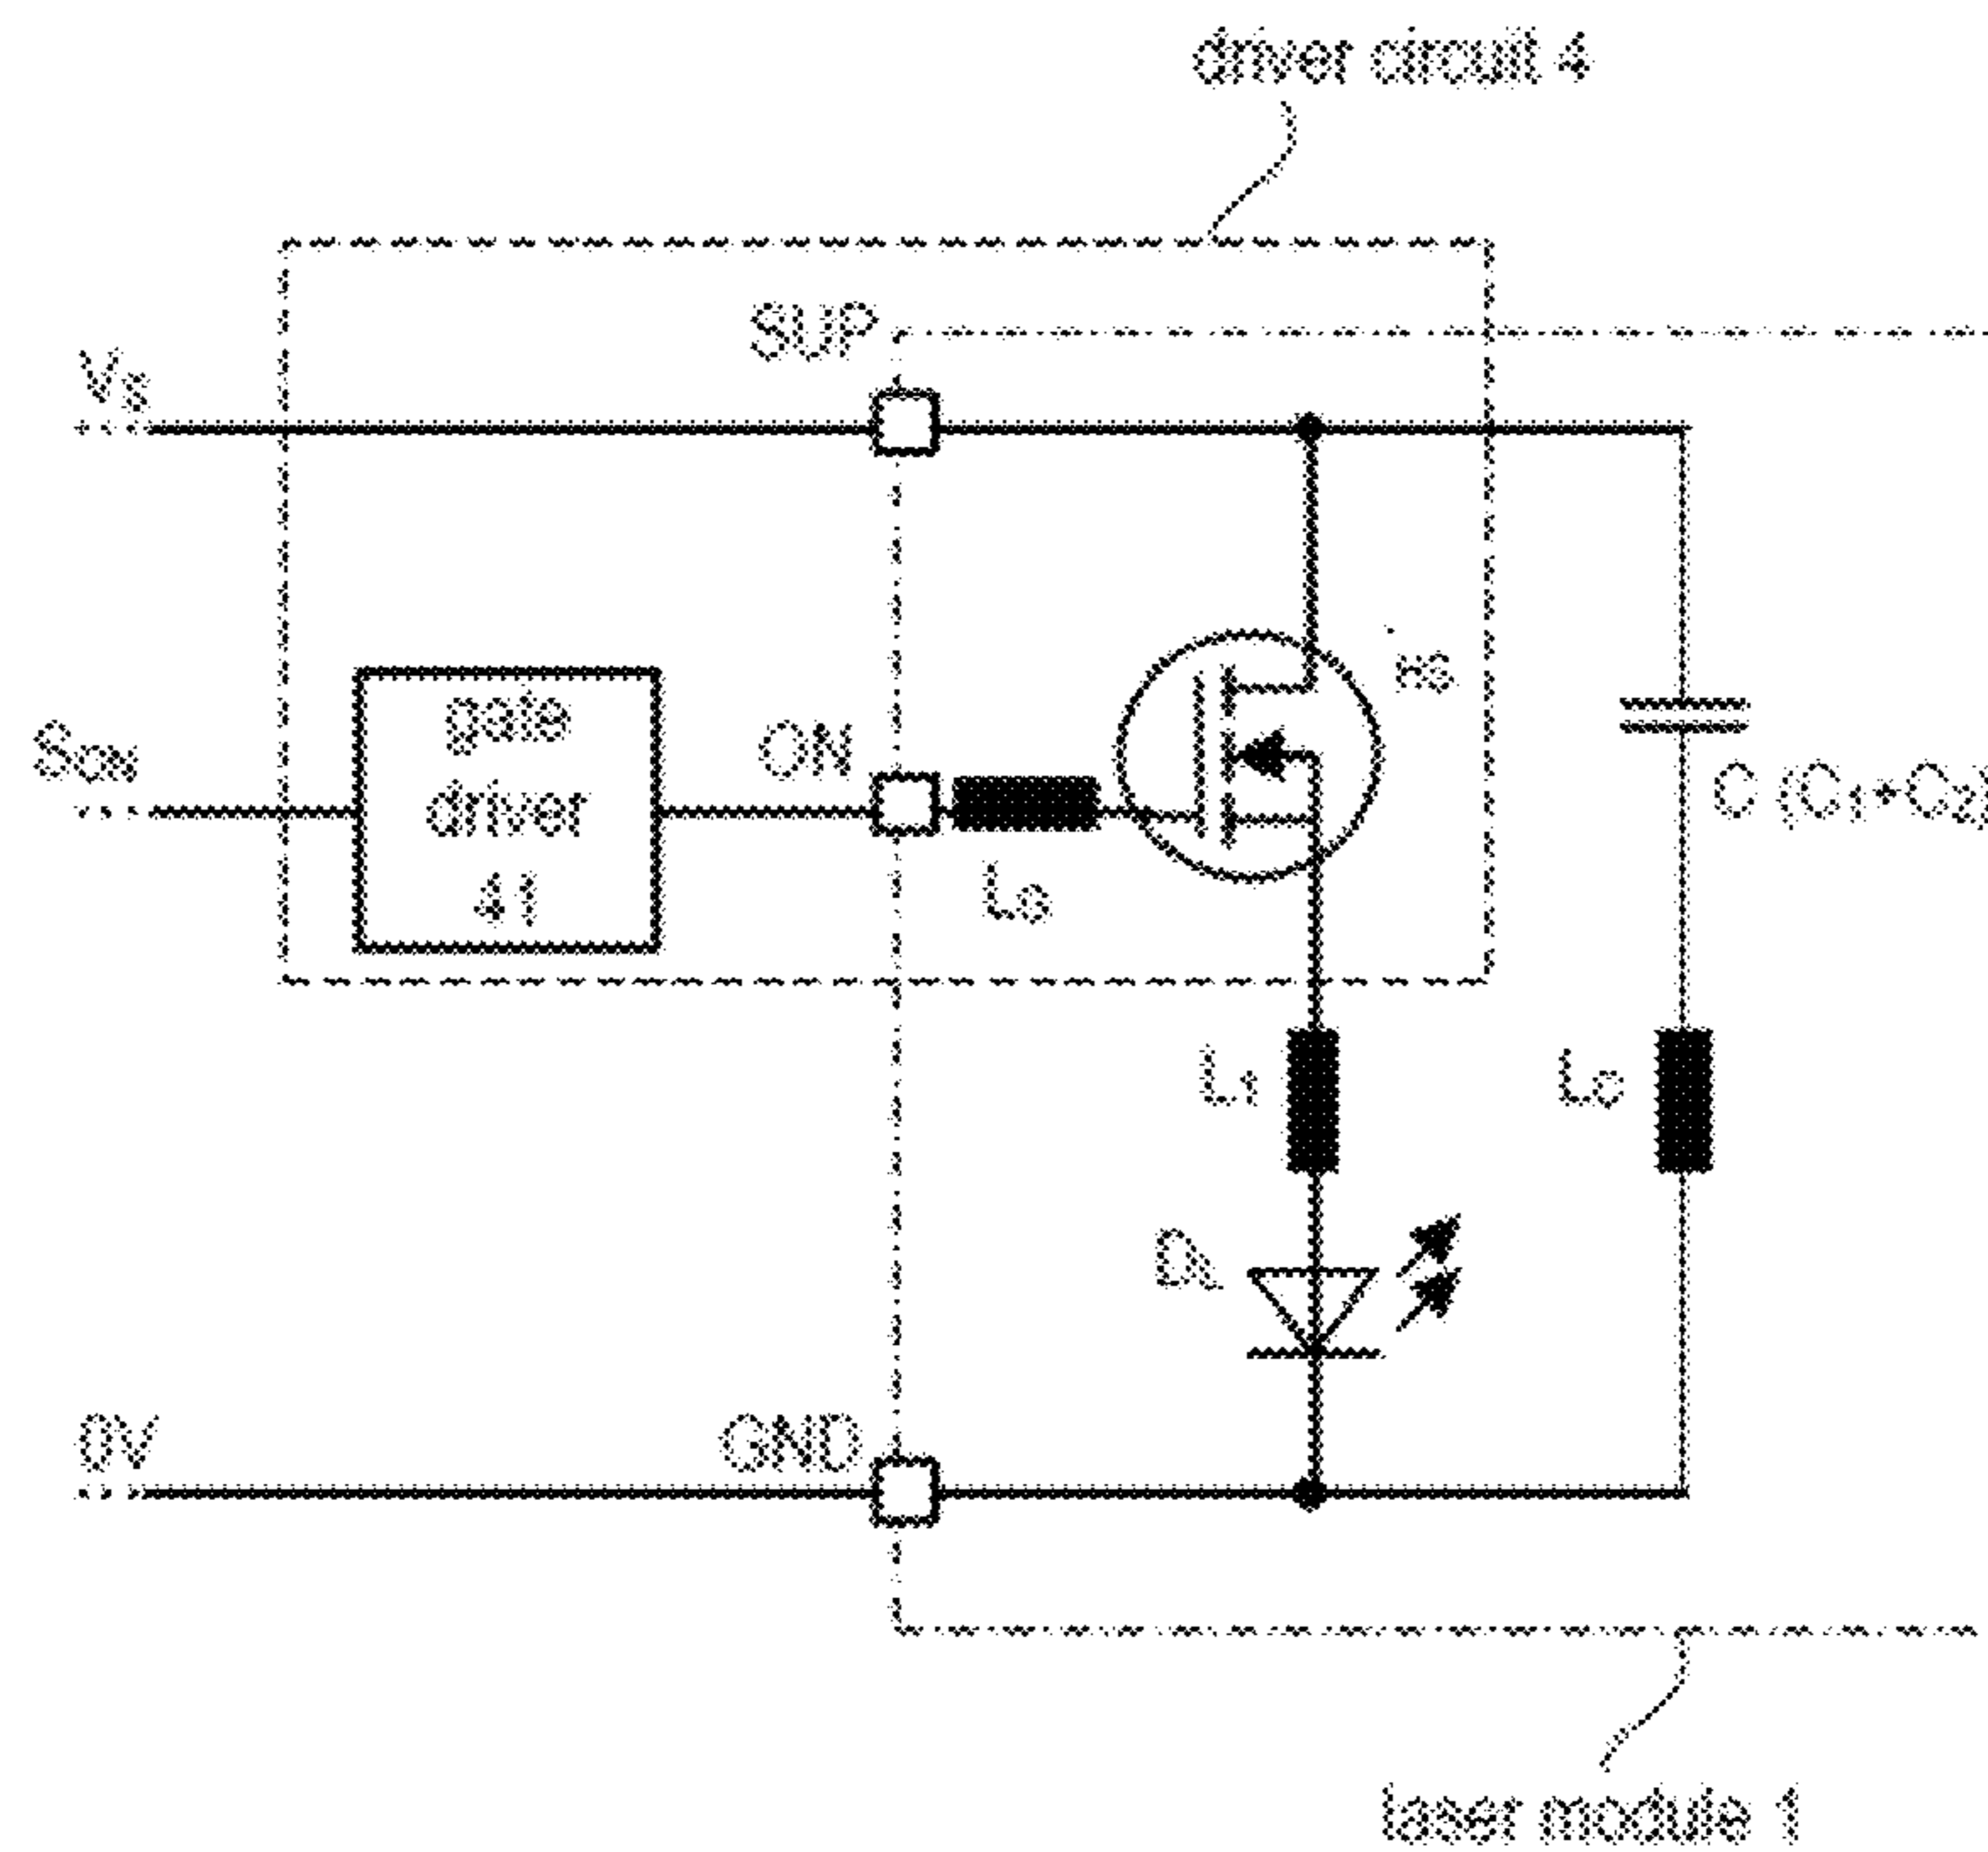 driver circuit 4
SUP
VS
SON
gate
driver
41
ON
HS
C (C1+C2)
LG
L1
LC
DL
0V
GND
laser module 1